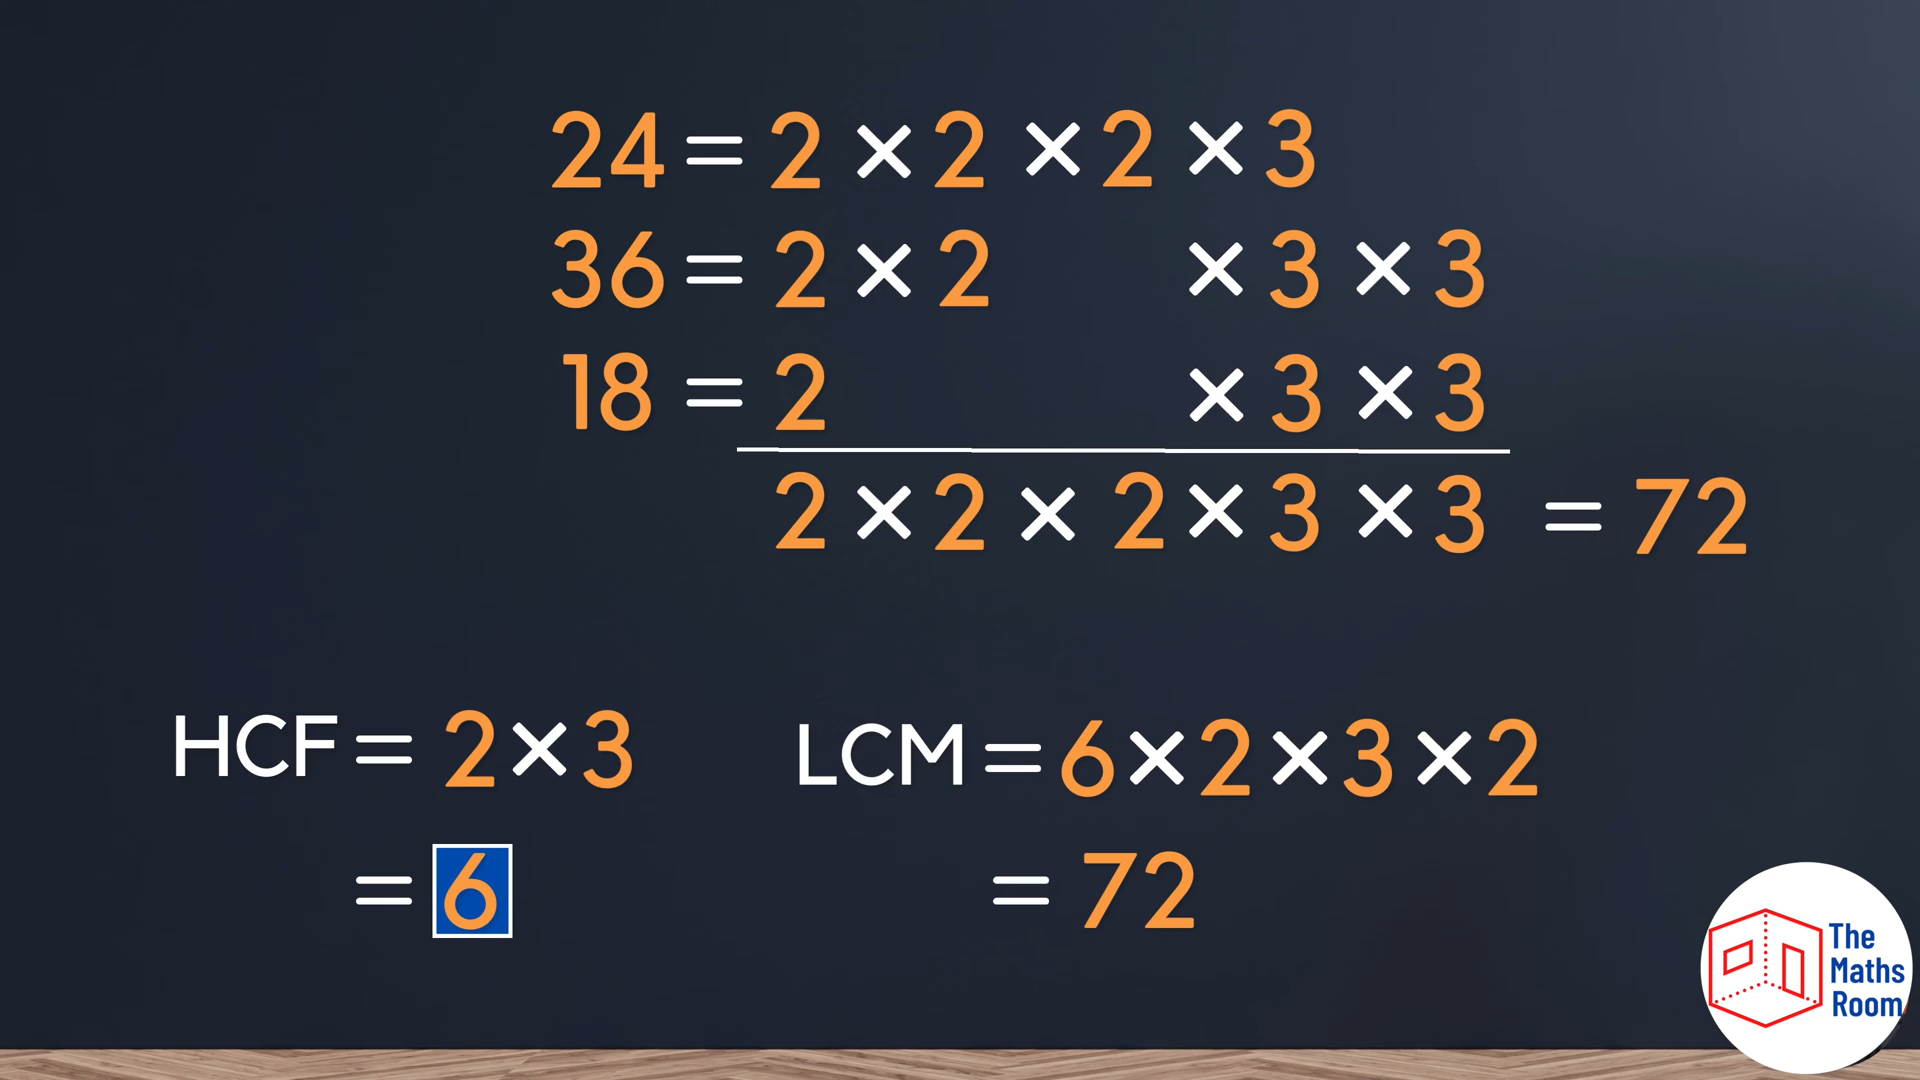 24 = 2 × 2 × 2 × 3
36 = 2 × 2 × 3 × 3
18 = 2 × 3 × 3
2 × 2 × 2 × 3 × 3 = 72
HCF = 2 × 3
= 6
LCM = 6 × 2 × 3 × 2
= 72
The
Maths
Room